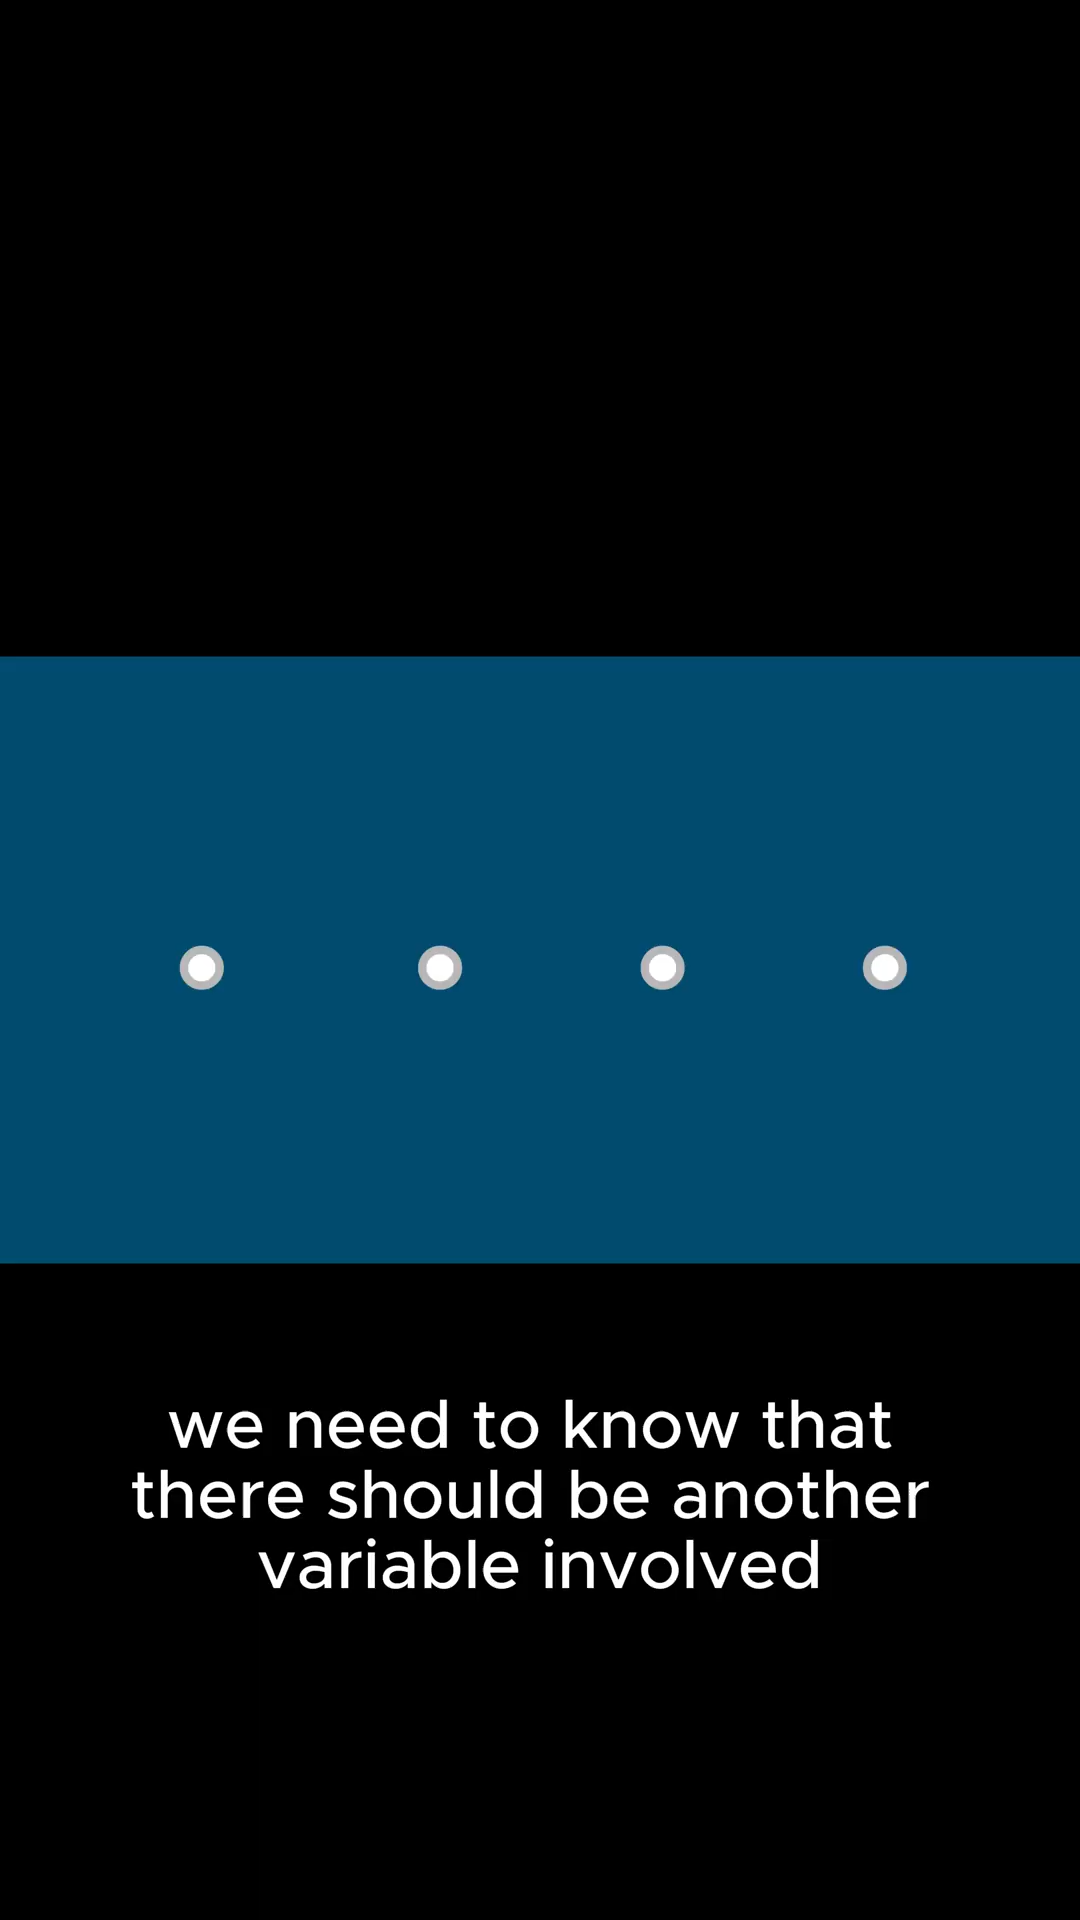 we need to know that
there should be another
variable involved